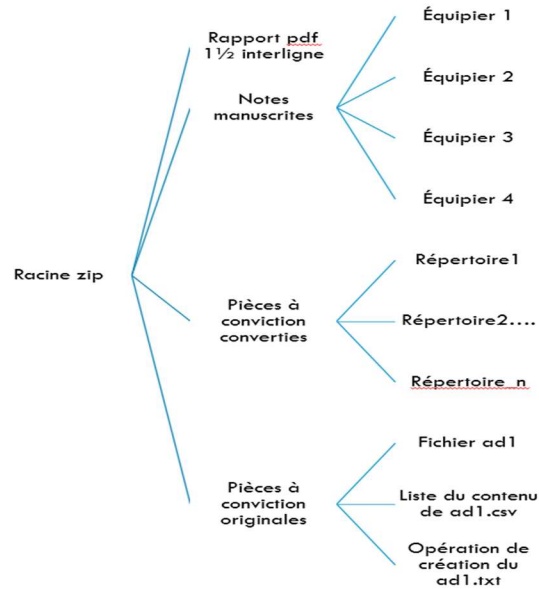 Racine zip
Rapport pdf
1½ interligne
Notes
manuscrites
Équipier 1
Équipier 2
Équipier 3
Équipier 4
Pièces à
conviction
converties
Répertoire1
Répertoire2....
Répertoire_n
Pièces à
conviction
originales
Fichier ad1
Liste du contenu
de ad1.csv
Opération de
création du
ad1.txt